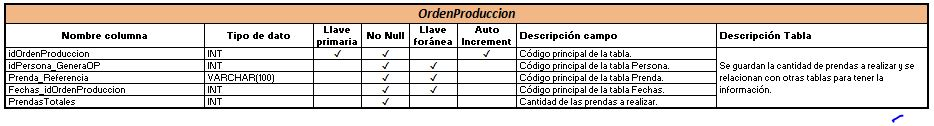 OrdenProduccion
Nombre columna Tipo de dato Llave primaria No Null Llave foránea Auto Increment Descripción campo Descripción Tabla
idOrdenProduccion INT ✓ ✓ ✓ Código principal de la tabla.
idPersona_GeneraOP INT ✓ ✓ Código principal de la tabla Persona.
Prenda_Referencia VARCHAR(100) ✓ ✓ Código principal de la tabla Prenda.
Fechas_idOrdenProduccion INT ✓ ✓ Código principal de la tabla Fechas.
PrendasTotales INT ✓ Cantidad de las prendas a realizar.
Se guardan la cantidad de prendas a realizar y se
relacionan con otras tablas para tener la
información.